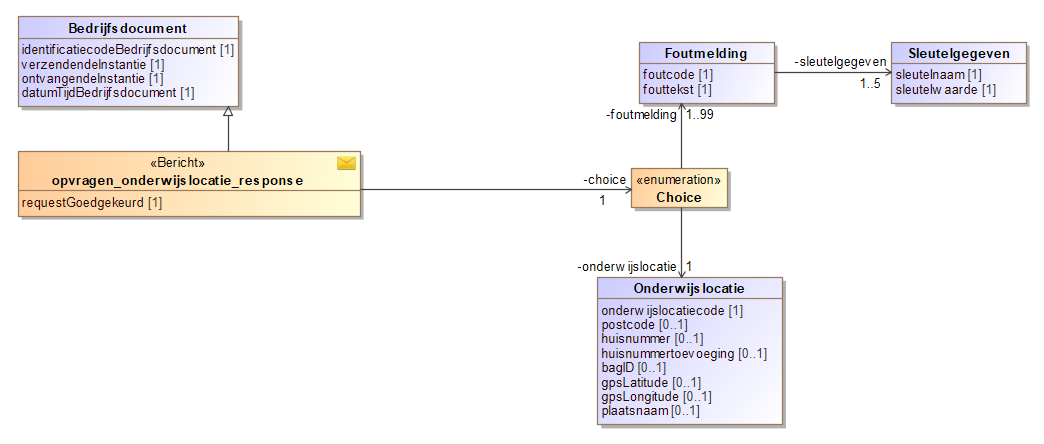 Bedrijfsdocument
identificatiecodeBedrijfsdocument [1]
verzendendeInstantie [1]
ontvangendeInstantie [1]
datumTijdBedrijfsdocument [1]
«Bericht»
opvragen_onderwijslocatie_response
requestGoedgekeurd [1]
-choice
1
«enumeration»
Choice
-foutmelding
1..99
Foutmelding
foutcode [1]
fouttekst [1]
-sleutelgegeven
1..5
Sleutelgegeven
sleutelnaam [1]
sleutelwaarde [1]
-onderwijslocatie
1
Onderwijslocatie
onderwijslocatiecode [1]
postcode [0..1]
huisnummer [0..1]
huisnummertoevoeging [0..1]
bagID [0..1]
gpsLatitude [0..1]
gpsLongitude [0..1]
plaatsnaam [0..1]